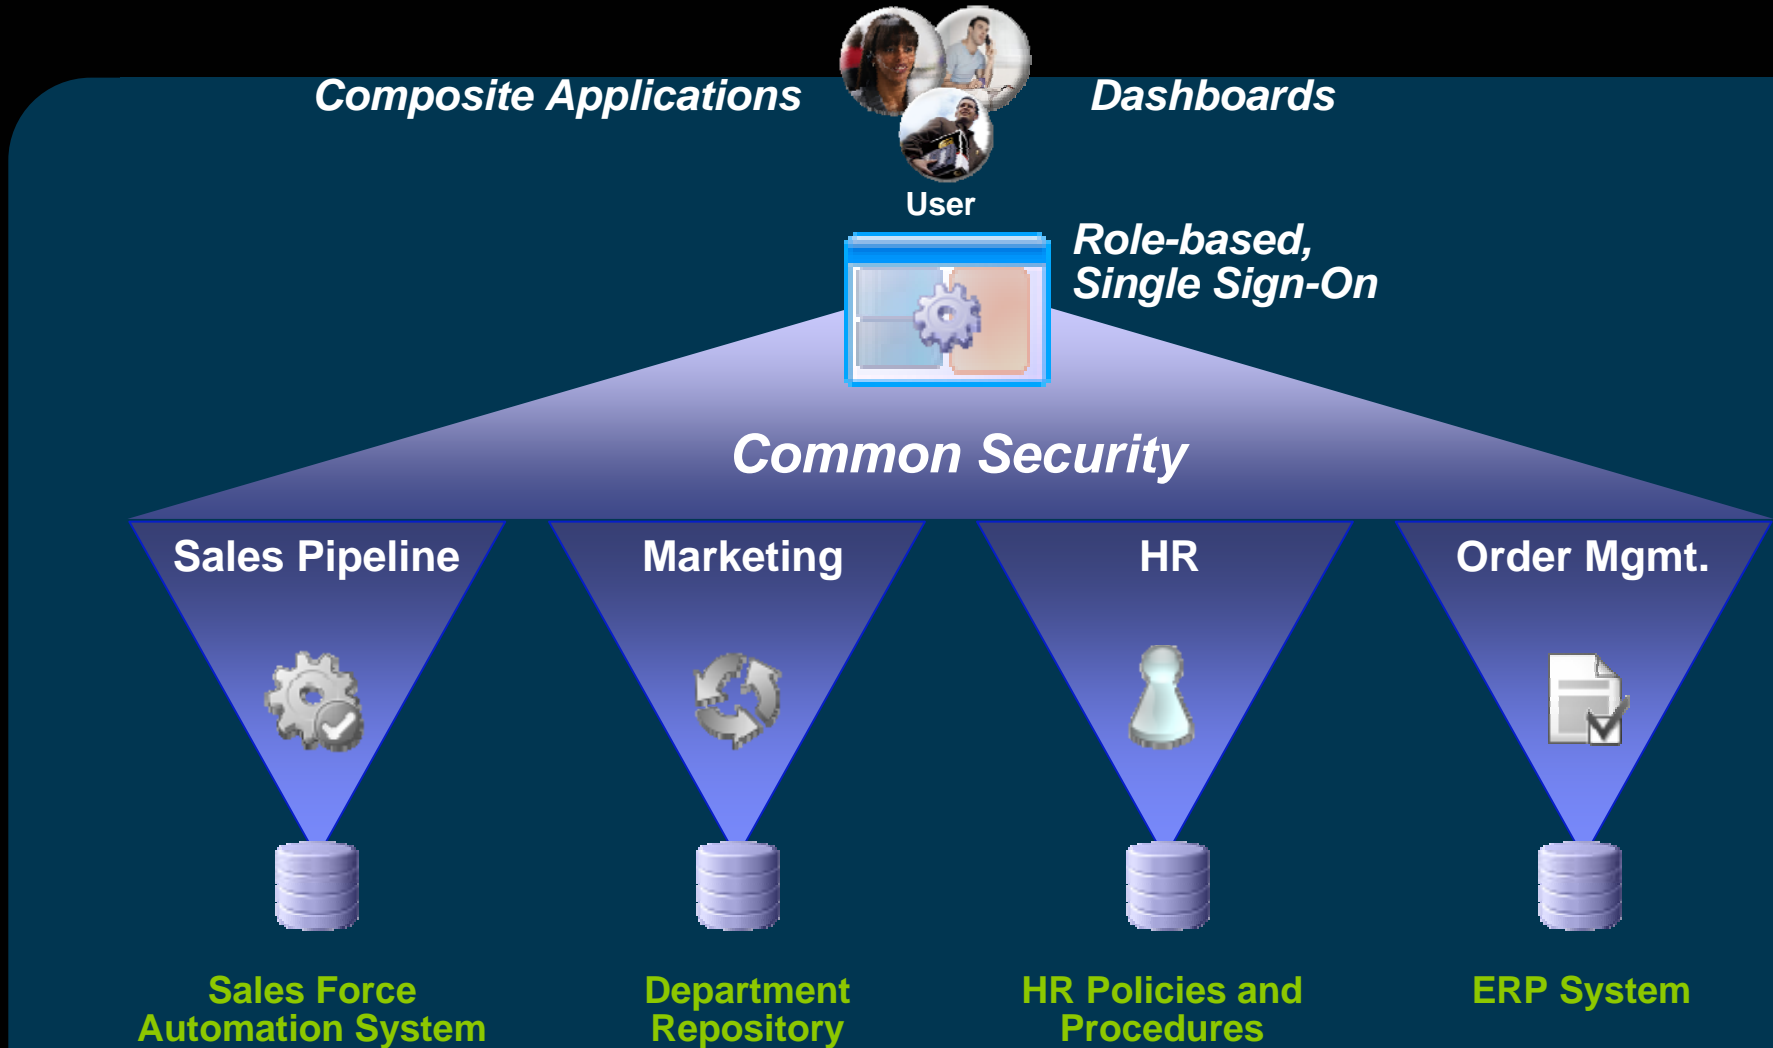 Composite Applications
Dashboards
User
Role-based,
Single Sign-On
Common Security
Sales Pipeline
Marketing
HR
Order Mgmt.
Sales Force
Automation System
Department
Repository
HR Policies and
Procedures
ERP System